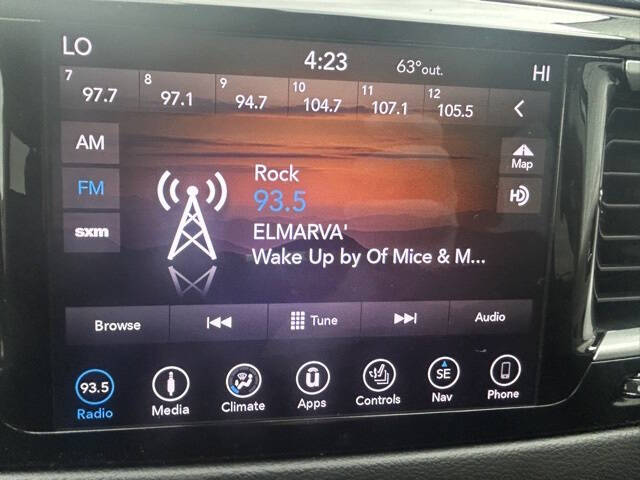 LO 4:23 63°out. HI
7 97.7 8 97.1 9 94.7 10 104.7 11 107.1 12 105.5
AM
Map
Rock
FM 93.5 HD
ELMARVA'
sxm
Wake Up by Of Mice & M...
Browse Tune Audio
93.5 SE
Radio Media Climate Apps Controls Nav Phone